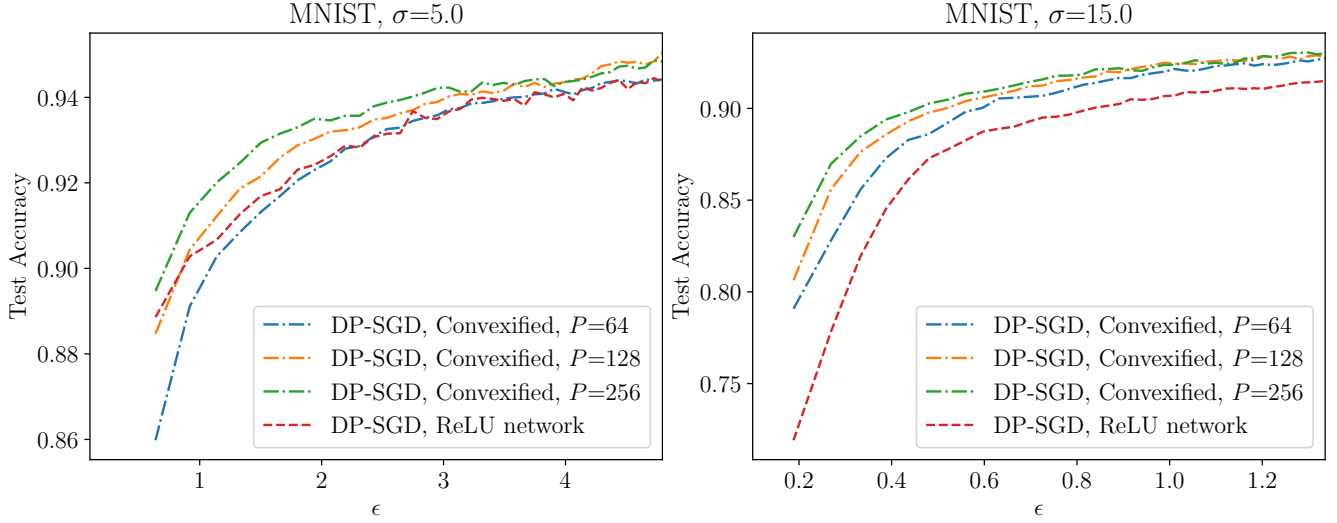 MNIST, σ=5.0
Test Accuracy
0.94
0.92
0.90
0.88
0.86
1
2
3
4
ϵ
DP-SGD, Convexified, P=64
DP-SGD, Convexified, P=128
DP-SGD, Convexified, P=256
DP-SGD, ReLU network
MNIST, σ=15.0
Test Accuracy
0.90
0.85
0.80
0.75
0.2
0.4
0.6
0.8
1.0
1.2
ϵ
DP-SGD, Convexified, P=64
DP-SGD, Convexified, P=128
DP-SGD, Convexified, P=256
DP-SGD, ReLU network